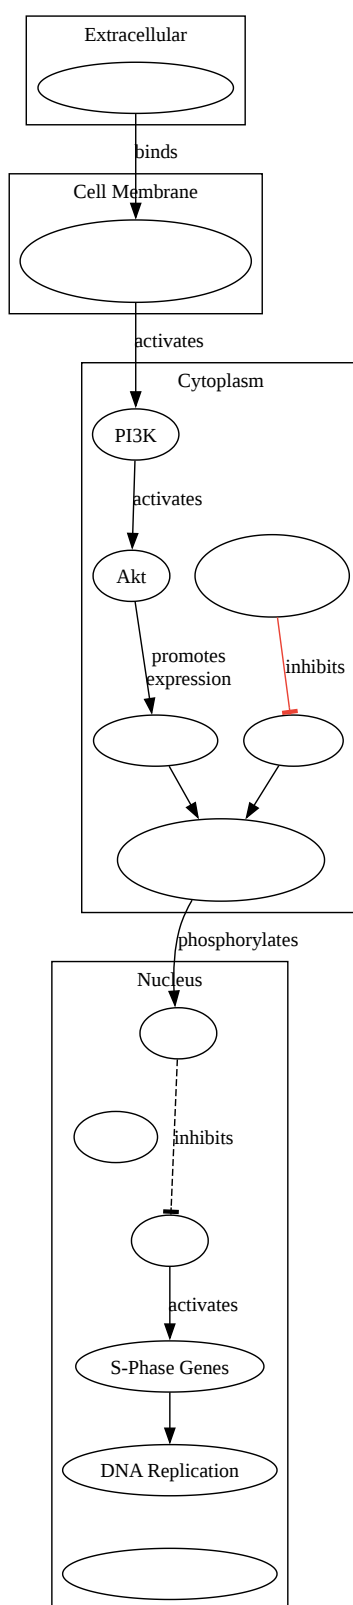 Extracellular
binds
Cell Membrane
activates
Cytoplasm
PI3K
activates
Akt
promotes
expression
inhibits
phosphorylates
Nucleus
inhibits
activates
S-Phase Genes
DNA Replication